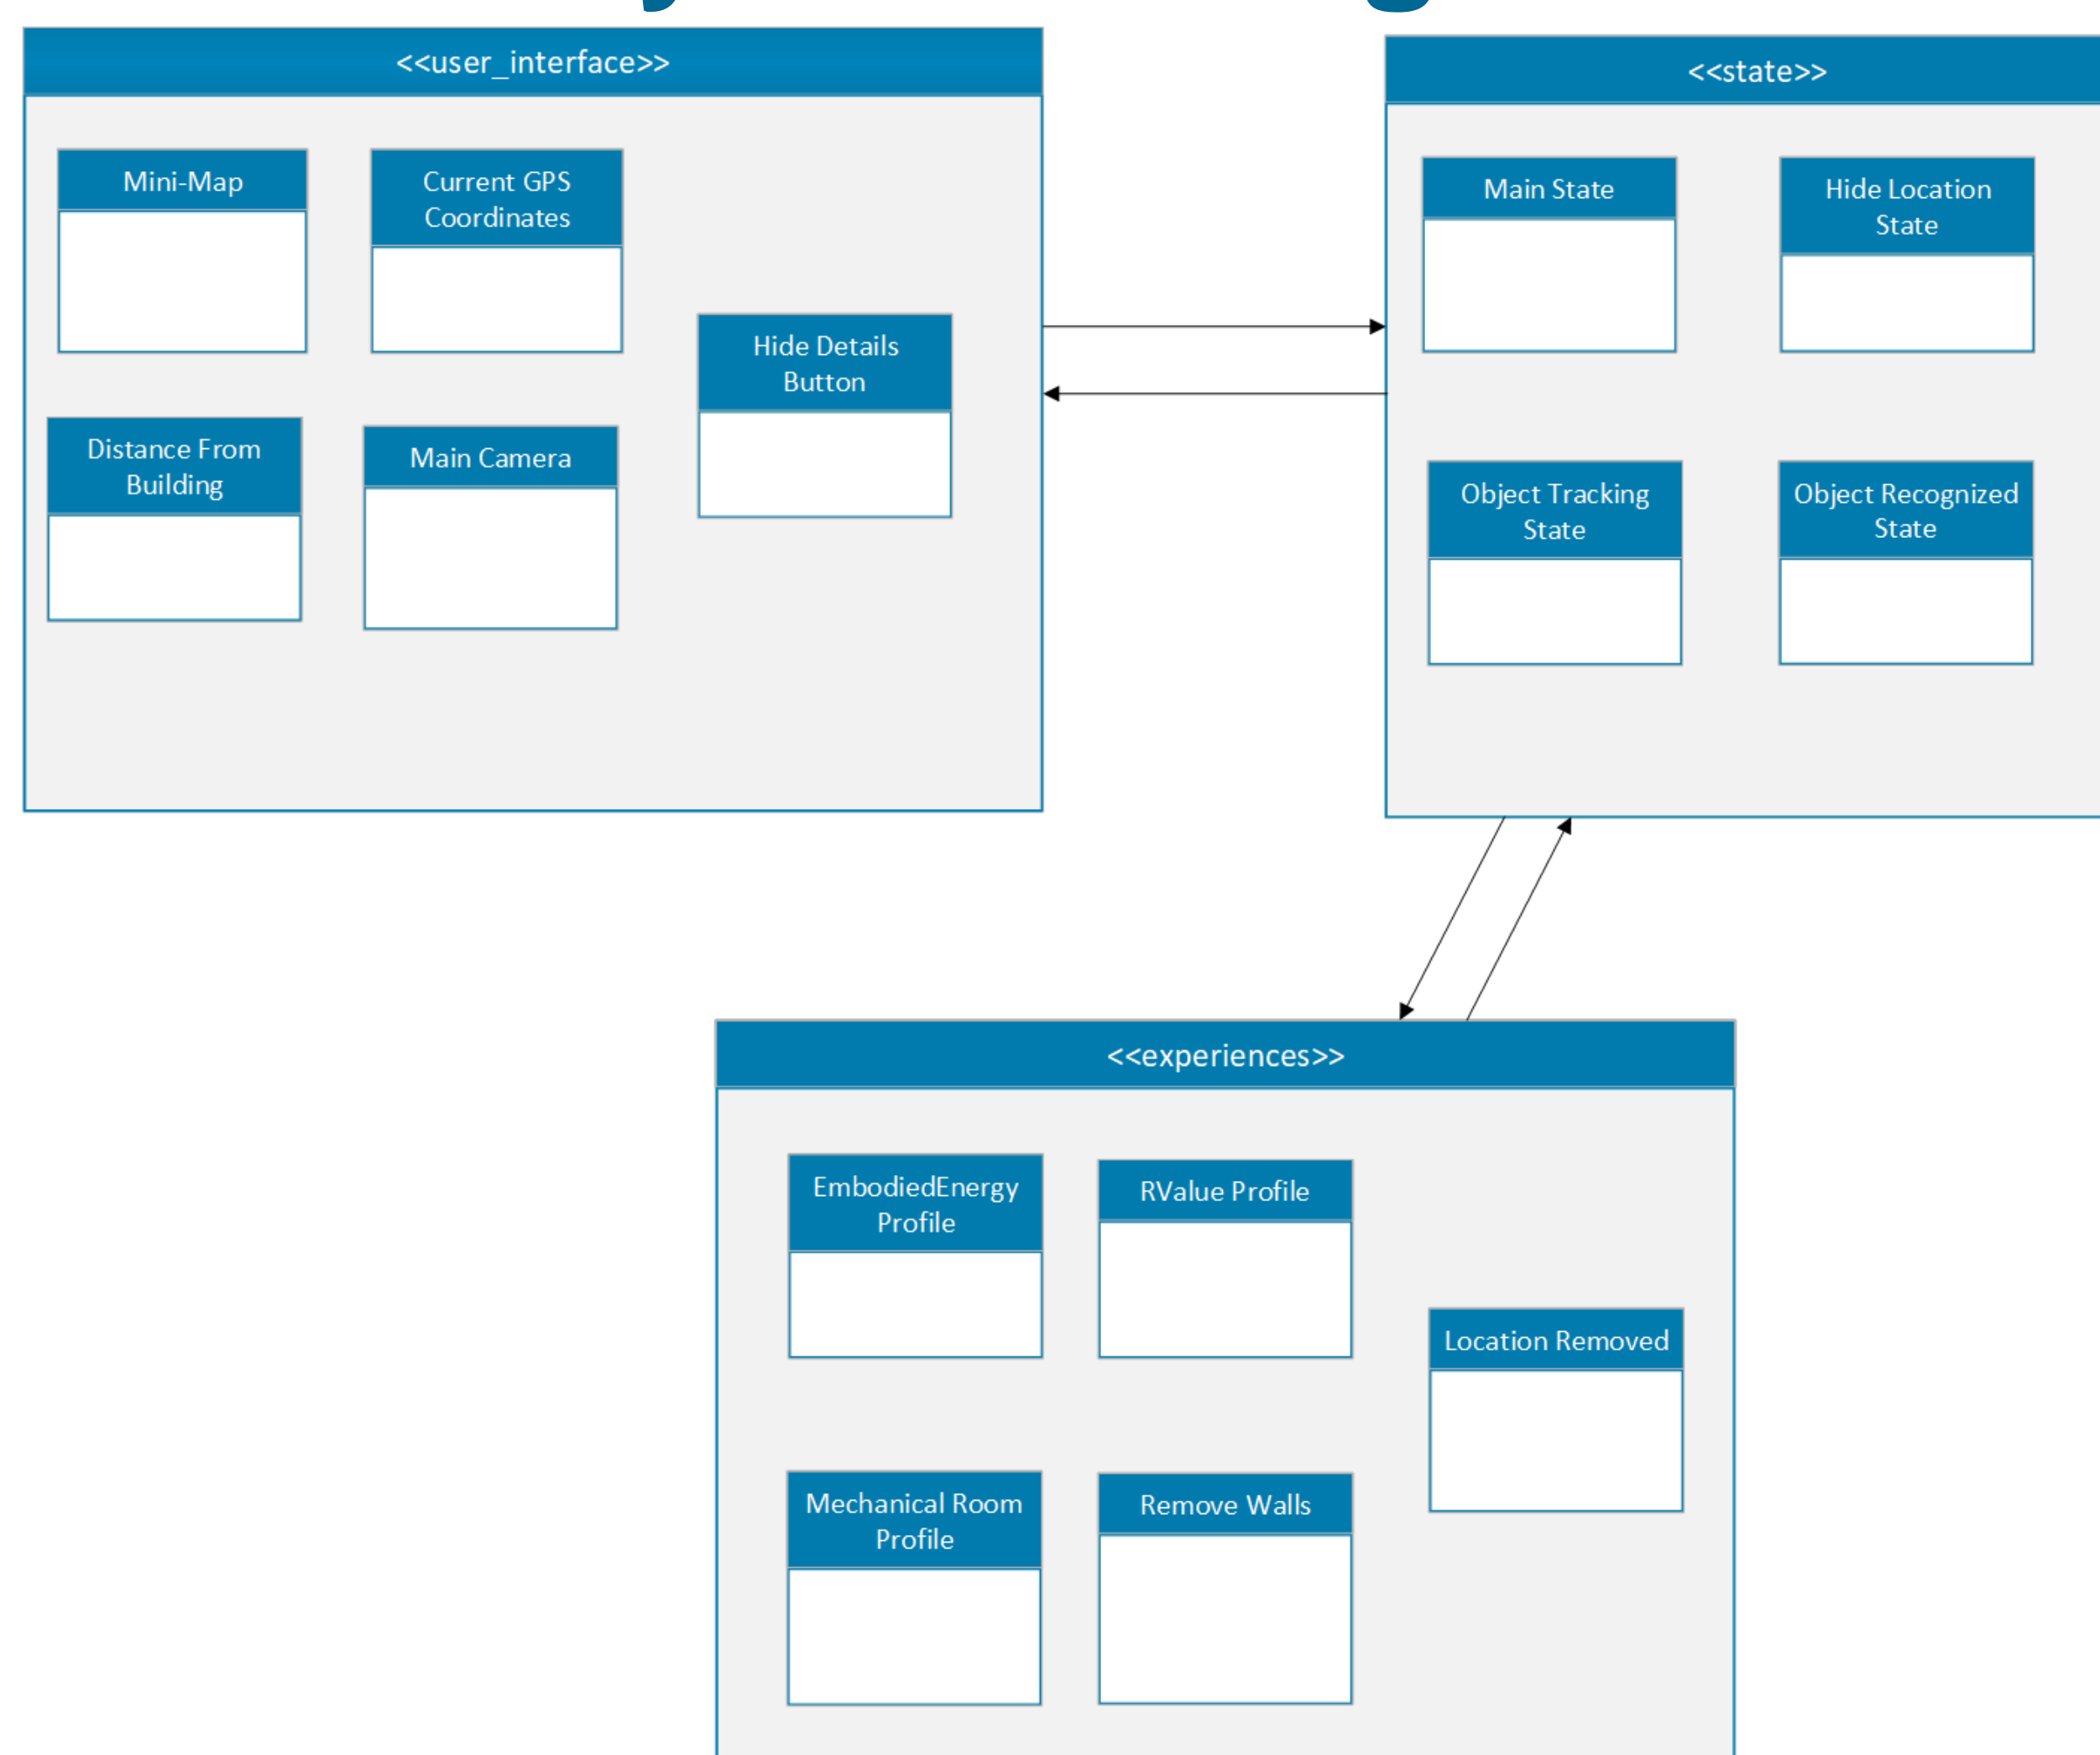 <<user_interface>>
Mini-Map
Current GPS
Coordinates
Hide Details
Button
Distance From
Building
Main Camera
<<state>>
Main State
Hide Location
State
Object Tracking
State
Object Recognized
State
<<experiences>>
EmbodiedEnergy
Profile
RValue Profile
Location Removed
Mechanical Room
Profile
Remove Walls